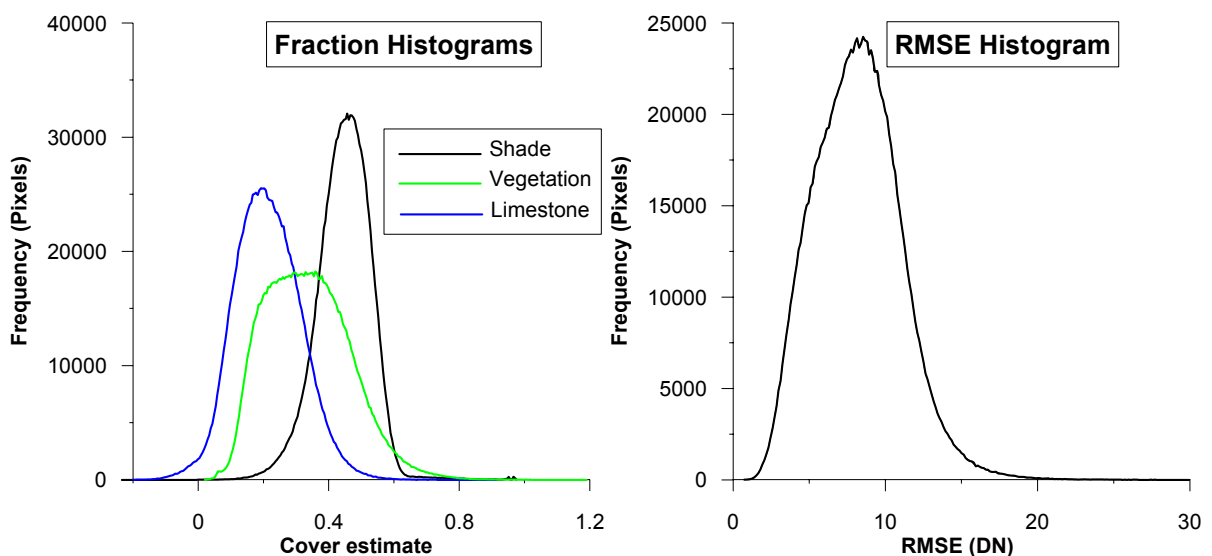 Fraction Histograms
40000
30000
20000
10000
0
Frequency (Pixels)
Shade
Vegetation
Limestone
0
0.4
0.8
1.2
Cover estimate
RMSE Histogram
25000
20000
15000
10000
5000
0
Frequency (Pixels)
0
10
20
30
RMSE (DN)